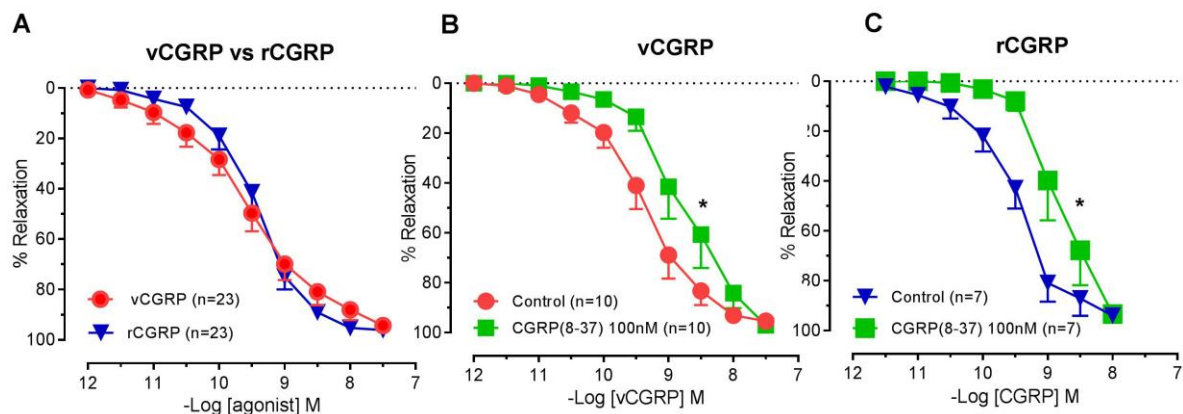 A
vCGRP vs rCGRP
0
20
40
60
80
100
% Relaxation
vCGRP (n=23)
rCGRP (n=23)
12 11 10 9 8 7
-Log [agonist] M
B
vCGRP
0
20
40
60
80
100
% Relaxation
*
Control (n=10)
CGRP(8-37) 100nM (n=10)
12 11 10 9 8 7
-Log [vCGRP] M
C
rCGRP
0
20
40
60
80
100
% Relaxation
*
Control (n=7)
CGRP(8-37) 100nM (n=7)
12 11 10 9 8 7
-Log [CGRP] M